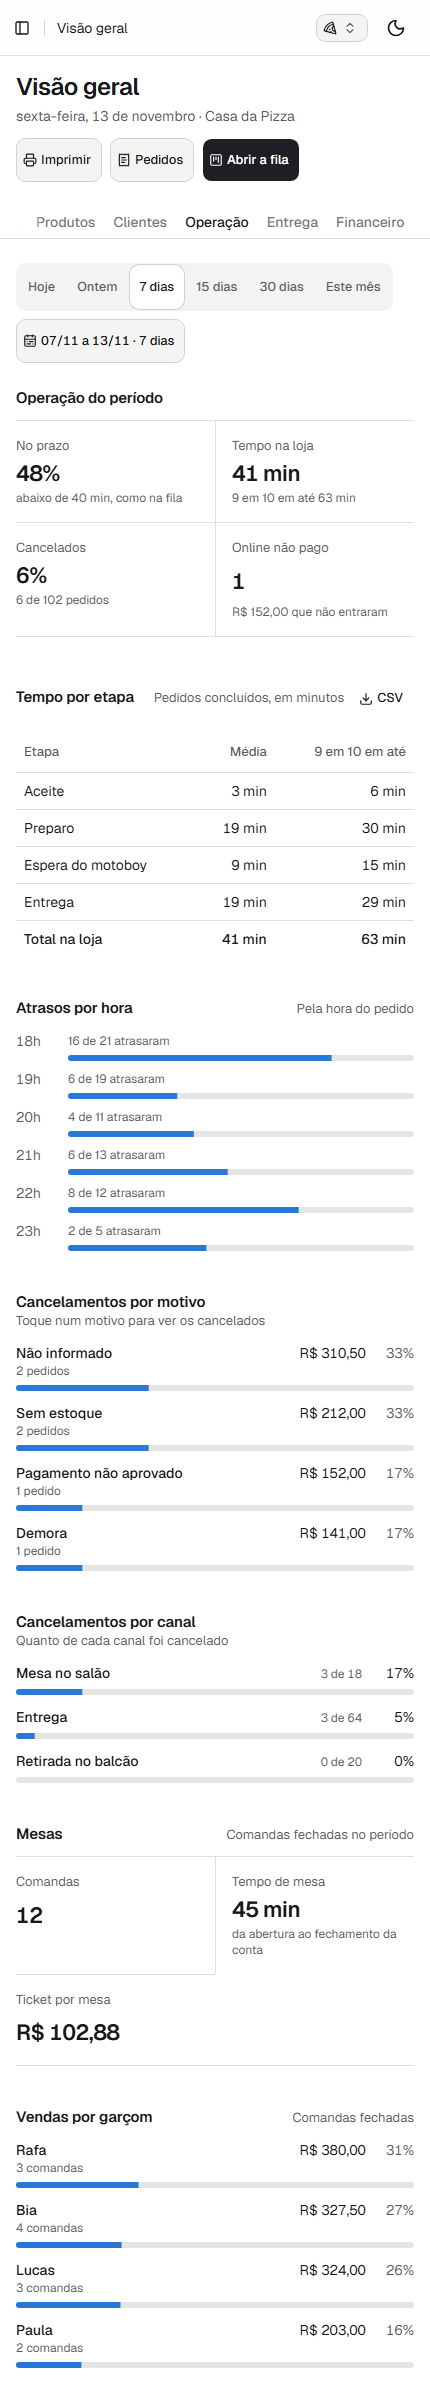 Visão geral
Visão geral
sexta-feira, 13 de novembro · Casa da Pizza
Imprimir
Pedidos
Abrir a fila
Produtos
Clientes
Operação
Entrega
Financeiro
Hoje
Ontem
7 dias
15 dias
30 dias
Este mês
07/11 a 13/11 · 7 dias
Operação do período
No prazo
48%
abaixo de 40 min, como na fila
Tempo na loja
41 min
9 em 10 em até 63 min
Cancelados
6%
6 de 102 pedidos
Online não pago
1
R$ 152,00 que não entraram
Tempo por etapa
Pedidos concluídos, em minutos
CSV
Etapa Média 9 em 10 em até
Aceite 3 min 6 min
Preparo 19 min 30 min
Espera do motoboy 9 min 15 min
Entrega 19 min 29 min
Total na loja 41 min 63 min
Atrasos por hora
Pela hora do pedido
18h 16 de 21 atrasaram
19h 6 de 19 atrasaram
20h 4 de 11 atrasaram
21h 6 de 13 atrasaram
22h 8 de 12 atrasaram
23h 2 de 5 atrasaram
Cancelamentos por motivo
Toque num motivo para ver os cancelados
Não informado R$ 310,50 33%
2 pedidos
Sem estoque R$ 212,00 33%
2 pedidos
Pagamento não aprovado R$ 152,00 17%
1 pedido
Demora R$ 141,00 17%
1 pedido
Cancelamentos por canal
Quanto de cada canal foi cancelado
Mesa no salão 3 de 18 17%
Entrega 3 de 64 5%
Retirada no balcão 0 de 20 0%
Mesas
Comandas fechadas no período
Comandas
12
Tempo de mesa
45 min
da abertura ao fechamento da
conta
Ticket por mesa
R$ 102,88
Vendas por garçom
Comandas fechadas
Rafa R$ 380,00 31%
3 comandas
Bia R$ 327,50 27%
4 comandas
Lucas R$ 324,00 26%
3 comandas
Paula R$ 203,00 16%
2 comandas